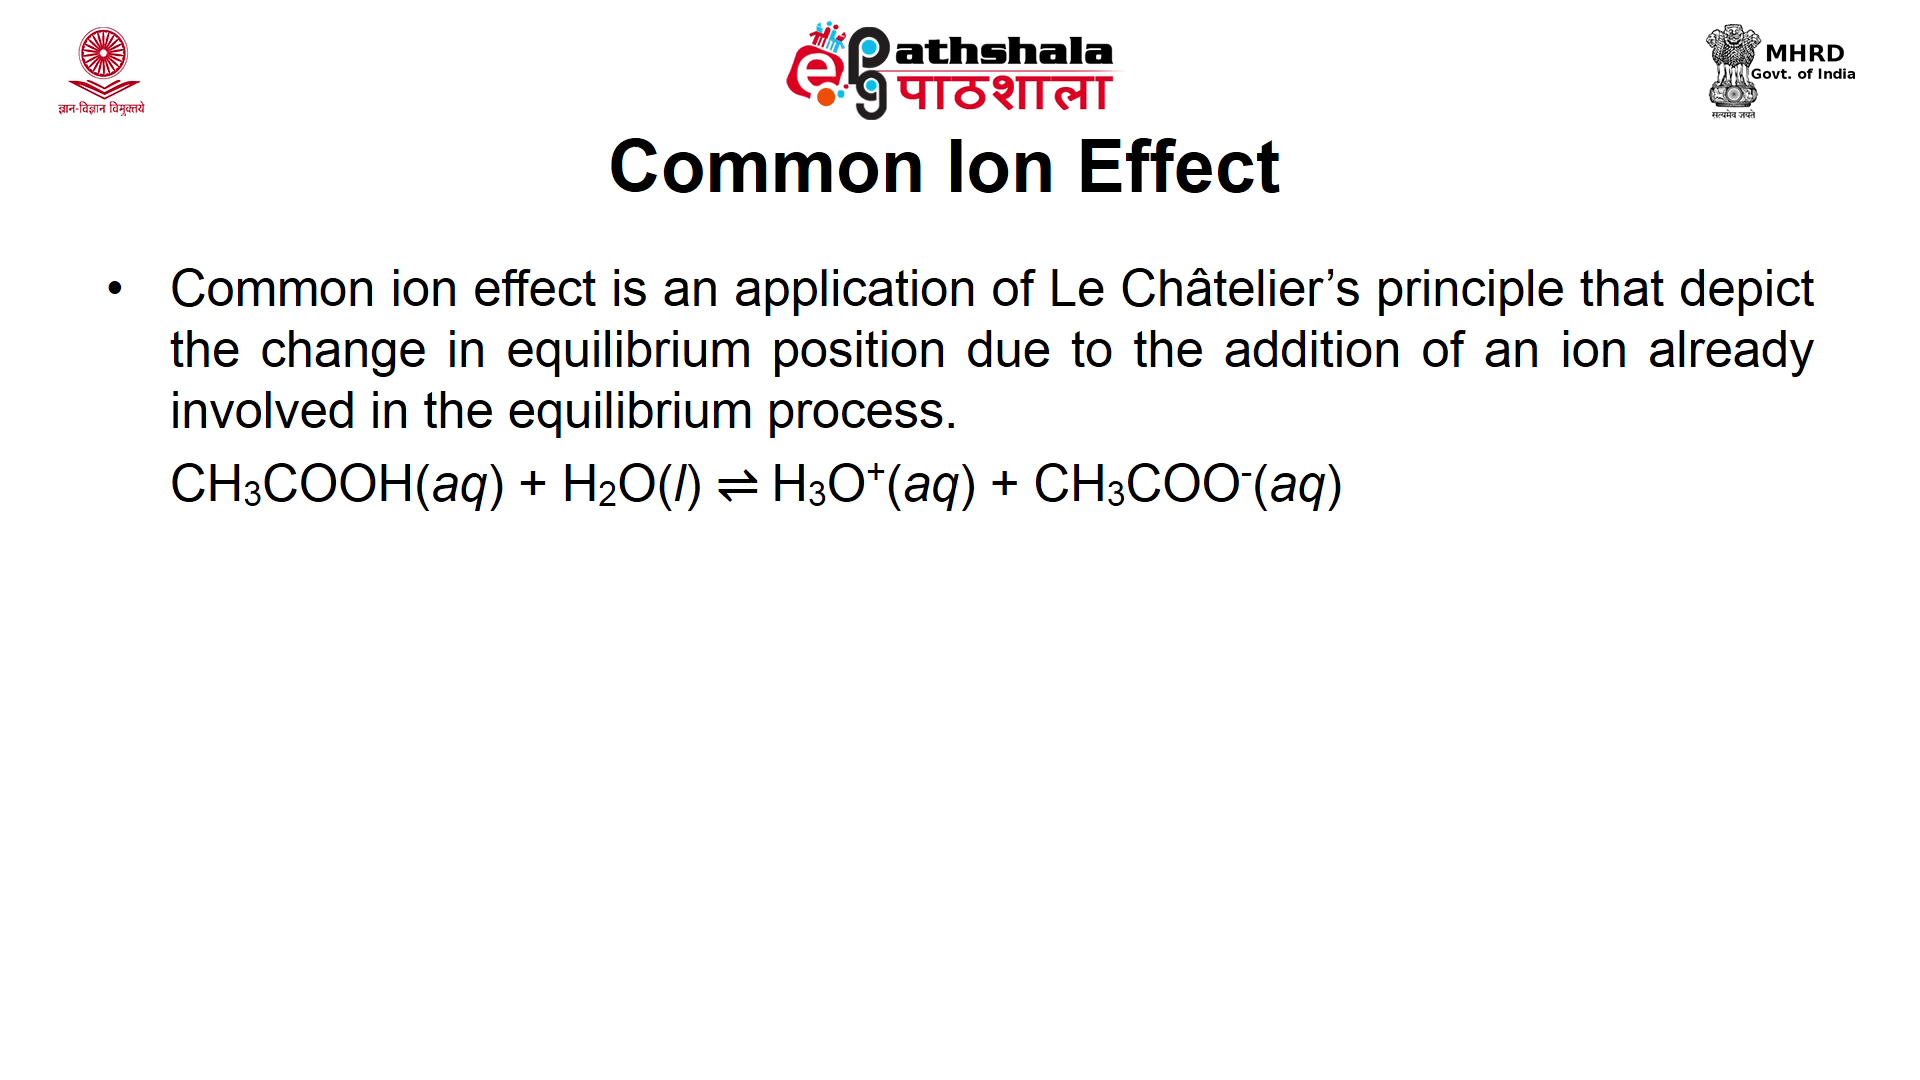 ज्ञान-विज्ञान विमुक्तये
ePathshala
पाठशाला
MHRD
Govt. of India
सत्यमेव जयते
Common Ion Effect
• Common ion effect is an application of Le Châtelier’s principle that depict
the change in equilibrium position due to the addition of an ion already
involved in the equilibrium process.
CH₃COOH(aq) + H₂O(l) ⇌ H₃O⁺(aq) + CH₃COO⁻(aq)